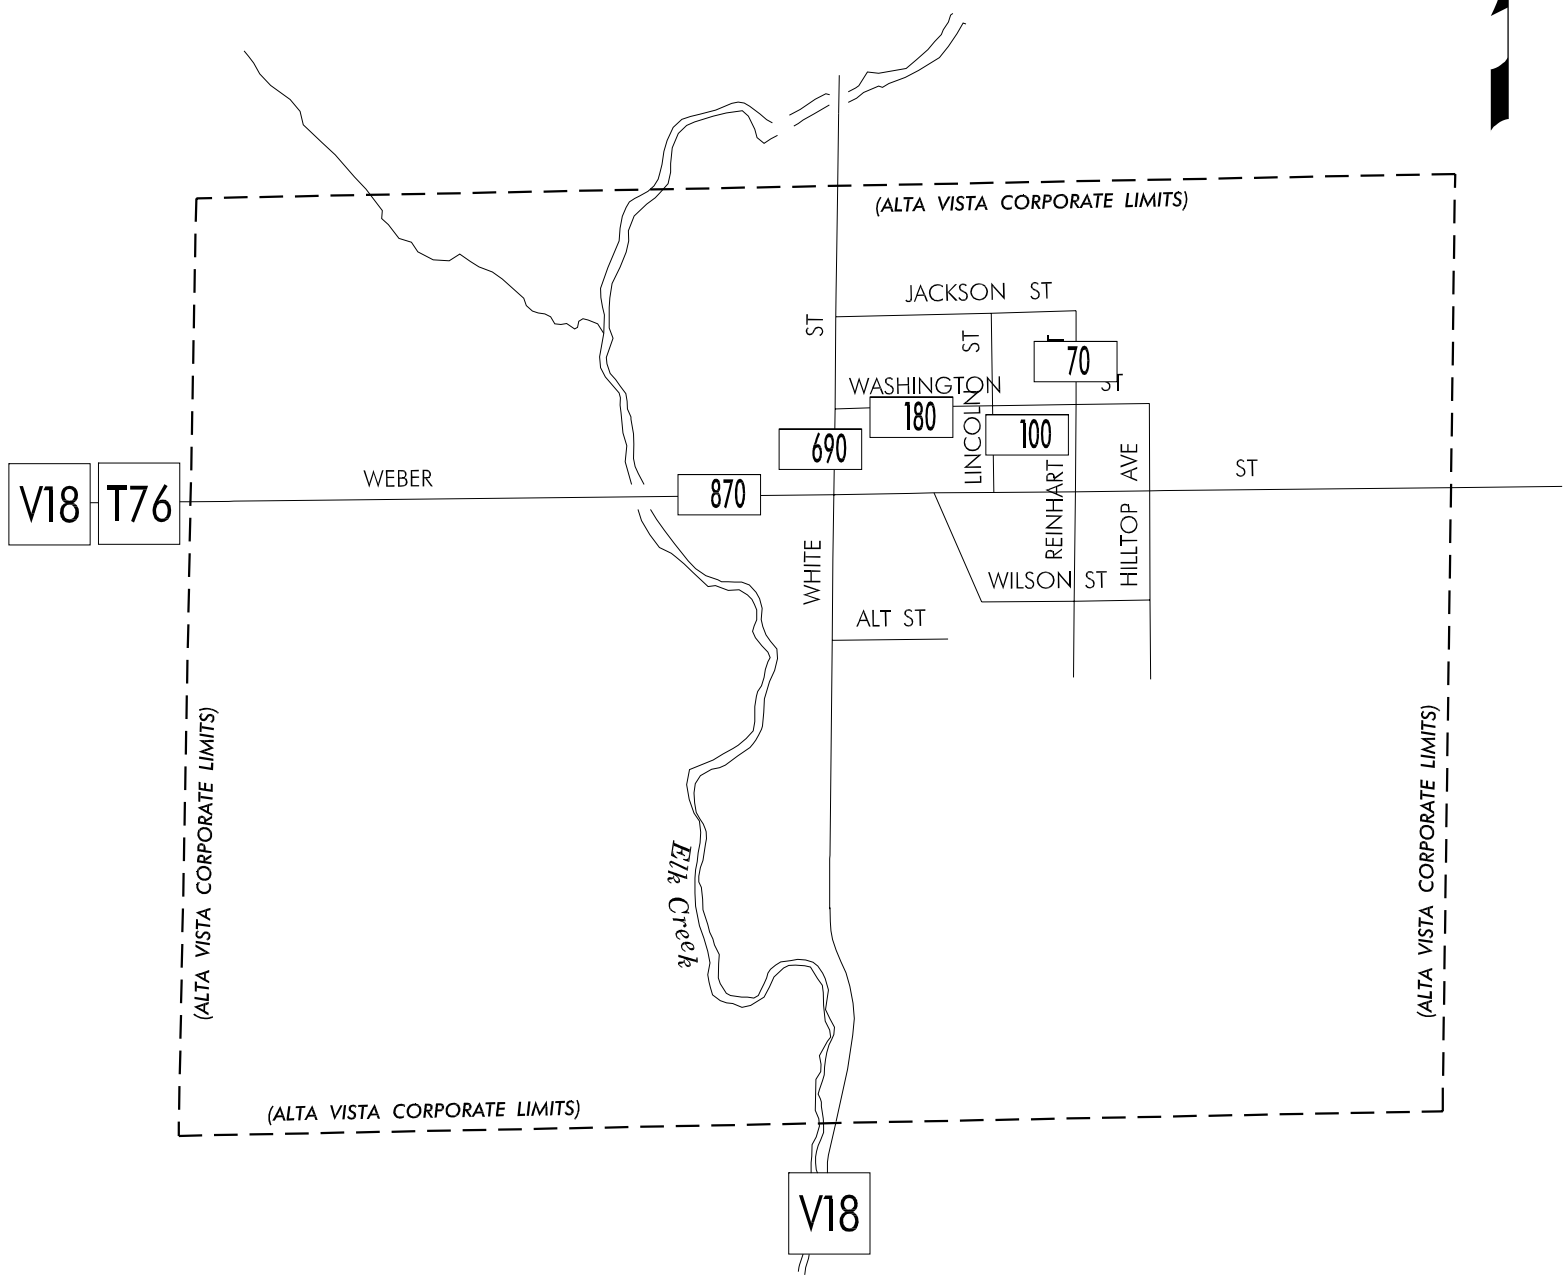 (ALTA VISTA CORPORATE LIMITS)
JACKSON ST
WHITE ST
LINCOLN ST
REINHART
70
WASHINGTON ST
180
100
690
WEBER ST
870
V18
T76
HILLTOP AVE
WILSON ST
ALT ST
(ALTA VISTA CORPORATE LIMITS)
(ALTA VISTA CORPORATE LIMITS)
Elk Creek
(ALTA VISTA CORPORATE LIMITS)
V18